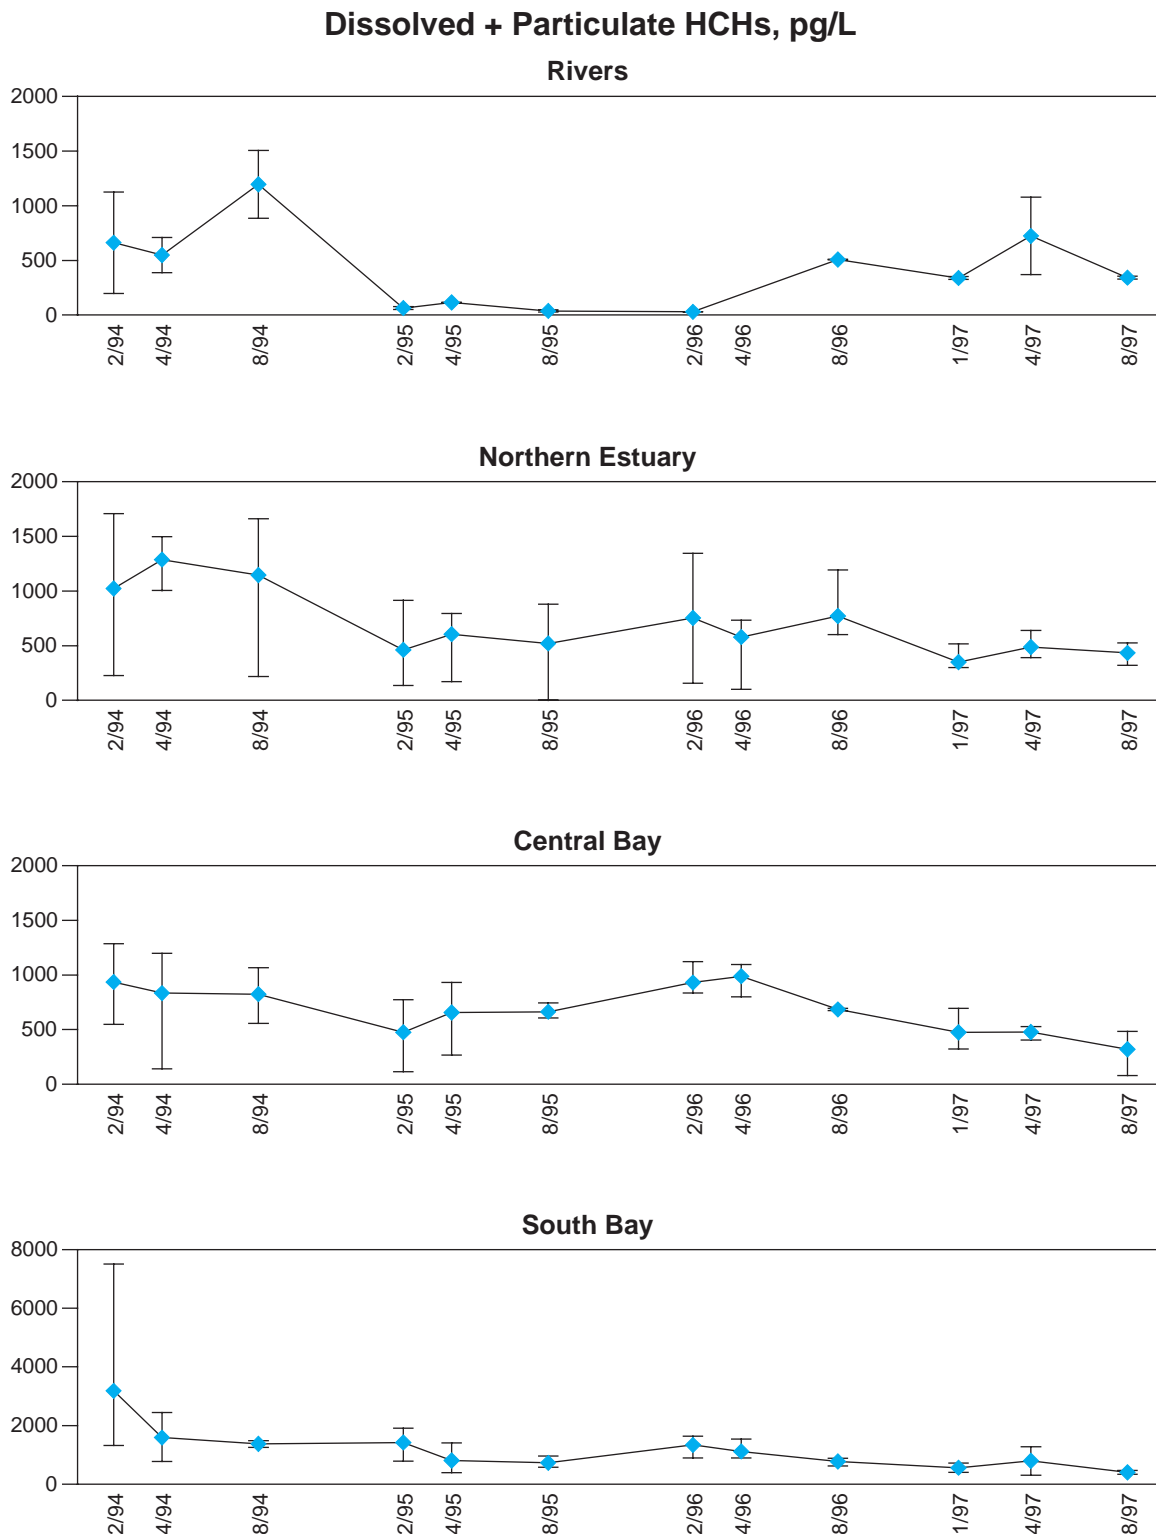 Dissolved + Particulate HCHs, pg/L
Rivers
2000
1500
1000
500
0
2/94 4/94 8/94 2/95 4/95 8/95 2/96 4/96 8/96 1/97 4/97 8/97
Northern Estuary
2000
1500
1000
500
0
2/94 4/94 8/94 2/95 4/95 8/95 2/96 4/96 8/96 1/97 4/97 8/97
Central Bay
2000
1500
1000
500
0
2/94 4/94 8/94 2/95 4/95 8/95 2/96 4/96 8/96 1/97 4/97 8/97
South Bay
8000
6000
4000
2000
0
2/94 4/94 8/94 2/95 4/95 8/95 2/96 4/96 8/96 1/97 4/97 8/97